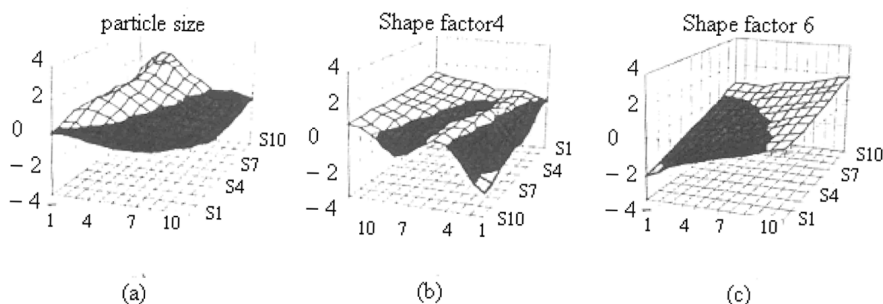 particle size
4
2
0
− 2
− 4
1 4 7 10
S1
S4
S7
S10
(a)
Shape factor4
4
2
0
− 2
− 4
10 7 4 1
S10
S7
S4
S1
(b)
Shape factor 6
4
2
0
− 2
− 4
1 4 7 10
S1
S4
S7
S10
(c)